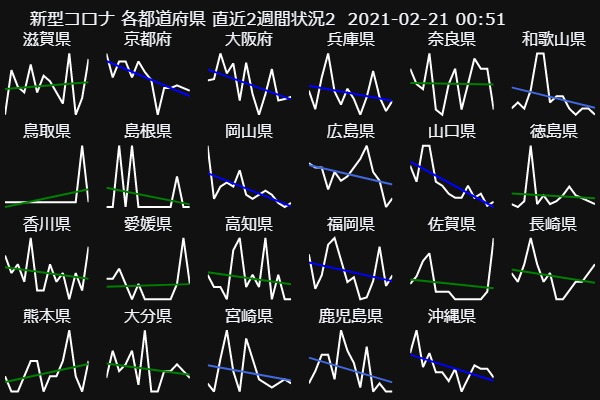 新型コロナ 各都道府県 直近2週間状況2 2021-02-21 00:51
滋賀県 京都府 大阪府 兵庫県 奈良県 和歌山県
鳥取県 島根県 岡山県 広島県 山口県 徳島県
香川県 愛媛県 高知県 福岡県 佐賀県 長崎県
熊本県 大分県 宮崎県 鹿児島県 沖縄県